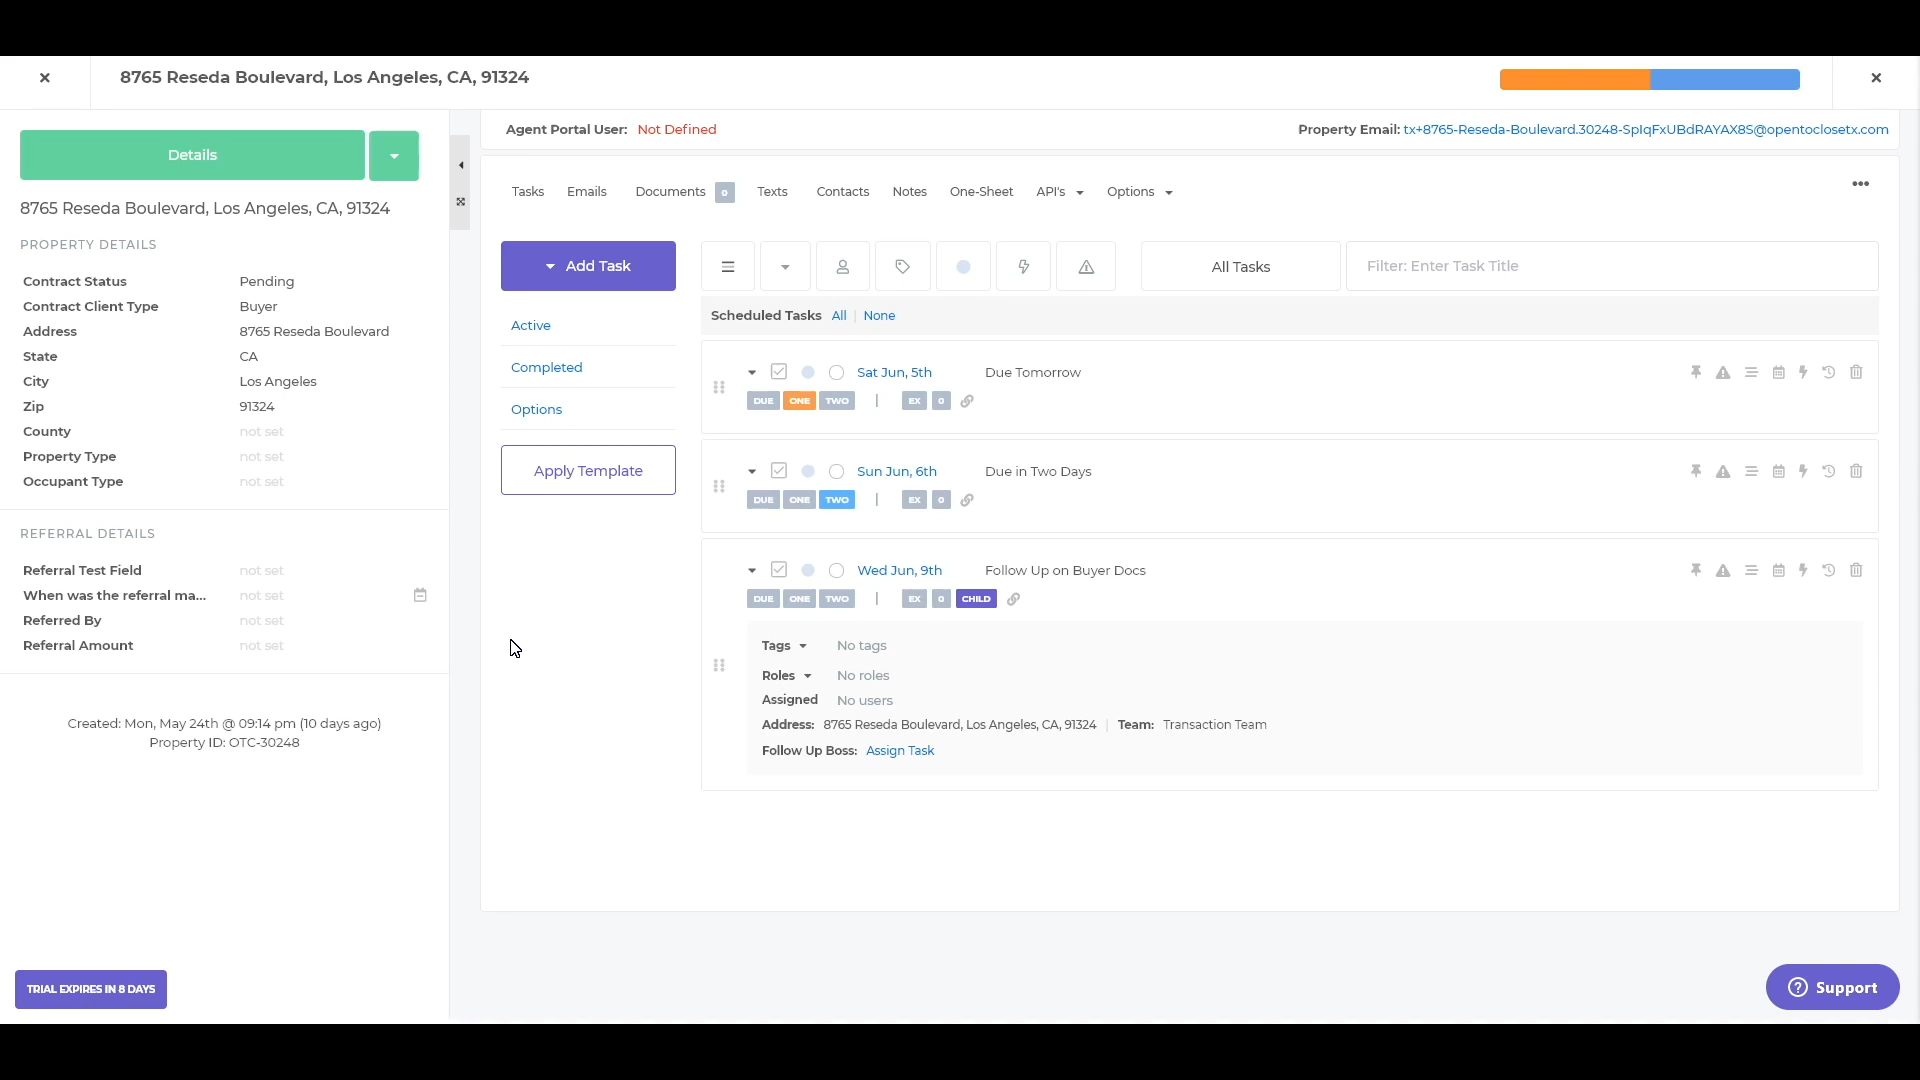 8765 Reseda Boulevard, Los Angeles, CA, 91324
Details
8765 Reseda Boulevard, Los Angeles, CA, 91324
PROPERTY DETAILS
Contract Status Pending
Contract Client Type Buyer
Address 8765 Reseda Boulevard
State CA
City Los Angeles
Zip 91324
County not set
Property Type not set
Occupant Type not set
REFERRAL DETAILS
Referral Test Field not set
When was the referral ma... not set
Referred By not set
Referral Amount not set
Created: Mon, May 24th @ 09:14 pm (10 days ago)
Property ID: OTC-30248
TRIAL EXPIRES IN 8 DAYS
Agent Portal User: Not Defined Property Email: tx+8765-Reseda-Boulevard.30248-SpIqFxUBdRAYAX8S@opentoclosetx.com
Tasks Emails Documents 0 Texts Contacts Notes One-Sheet API's Options
Add Task
Active
Completed
Options
Apply Template
All Tasks Filter: Enter Task Title
Scheduled Tasks All | None
Sat Jun, 5th Due Tomorrow
DUE ONE TWO | EX 0
Sun Jun, 6th Due in Two Days
DUE ONE TWO | EX 0
Wed Jun, 9th Follow Up on Buyer Docs
DUE ONE TWO | EX 0 CHILD
Tags No tags
Roles No roles
Assigned No users
Address: 8765 Reseda Boulevard, Los Angeles, CA, 91324 | Team: Transaction Team
Follow Up Boss: Assign Task
Support